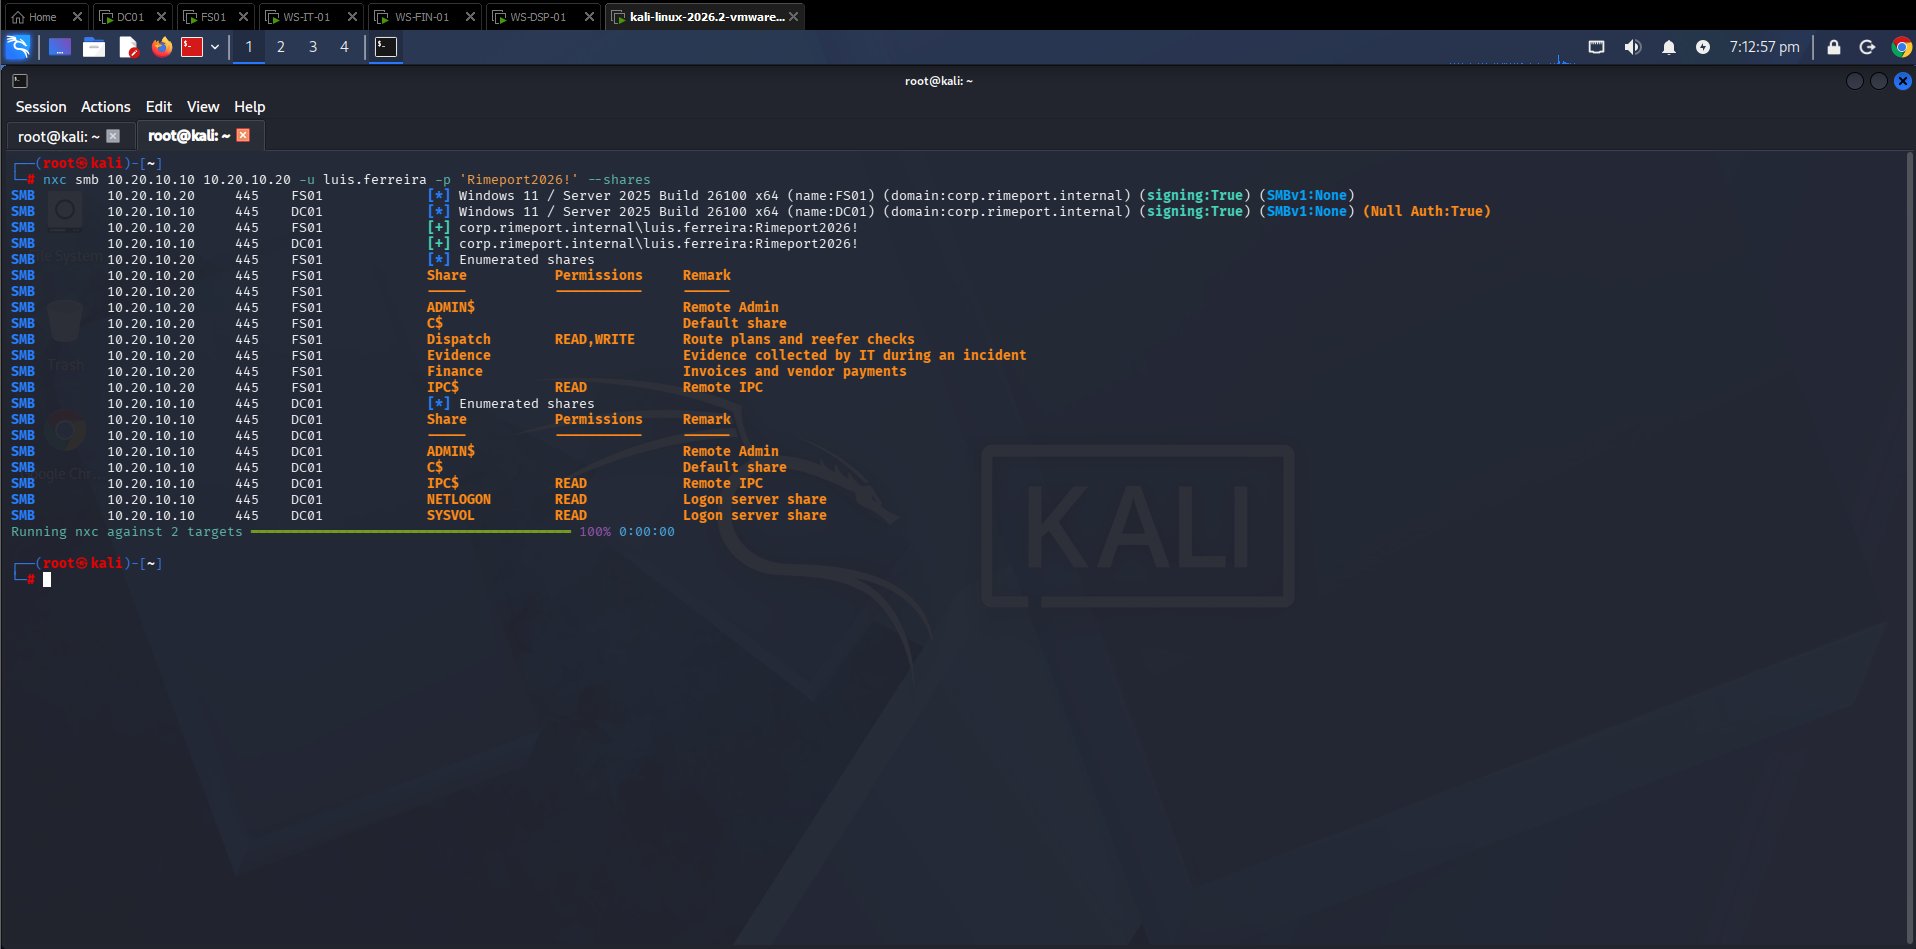 Home DC01 FS01 WS-IT-01 WS-FIN-01 WS-DSP-01 kali-linux-2026.2-vmware...
1 2 3 4 7:12:57 pm
root@kali: ~
Session Actions Edit View Help
root@kali: ~ root@kali: ~
┌──(root㉿kali)-[~]
└─# nxc smb 10.20.10.10 10.20.10.20 -u luis.ferreira -p 'Rimeport2026!' --shares
SMB 10.20.10.20 445 FS01 [*] Windows 11 / Server 2025 Build 26100 x64 (name:FS01) (domain:corp.rimeport.internal) (signing:True) (SMBv1:None)
SMB 10.20.10.10 445 DC01 [*] Windows 11 / Server 2025 Build 26100 x64 (name:DC01) (domain:corp.rimeport.internal) (signing:True) (SMBv1:None) (Null Auth:True)
SMB 10.20.10.20 445 FS01 [+] corp.rimeport.internal\luis.ferreira:Rimeport2026!
SMB 10.20.10.10 445 DC01 [+] corp.rimeport.internal\luis.ferreira:Rimeport2026!
SMB 10.20.10.20 445 FS01 [*] Enumerated shares
SMB 10.20.10.20 445 FS01 Share Permissions Remark
SMB 10.20.10.20 445 FS01 ----- ----------- ------
SMB 10.20.10.20 445 FS01 ADMIN$ Remote Admin
SMB 10.20.10.20 445 FS01 C$ Default share
SMB 10.20.10.20 445 FS01 Dispatch READ,WRITE Route plans and reefer checks
SMB 10.20.10.20 445 FS01 Evidence Evidence collected by IT during an incident
SMB 10.20.10.20 445 FS01 Finance Invoices and vendor payments
SMB 10.20.10.20 445 FS01 IPC$ READ Remote IPC
SMB 10.20.10.10 445 DC01 [*] Enumerated shares
SMB 10.20.10.10 445 DC01 Share Permissions Remark
SMB 10.20.10.10 445 DC01 ----- ----------- ------
SMB 10.20.10.10 445 DC01 ADMIN$ Remote Admin
SMB 10.20.10.10 445 DC01 C$ Default share
SMB 10.20.10.10 445 DC01 IPC$ READ Remote IPC
SMB 10.20.10.10 445 DC01 NETLOGON READ Logon server share
SMB 10.20.10.10 445 DC01 SYSVOL READ Logon server share
Running nxc against 2 targets 100% 0:00:00
┌──(root㉿kali)-[~]
└─#
Trash
KALI